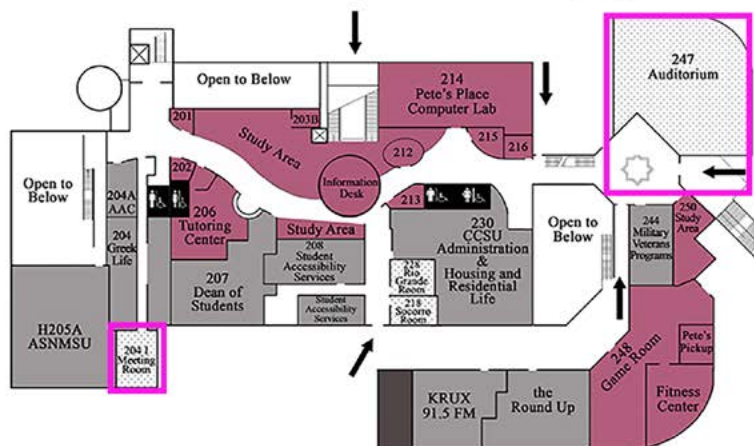 247
Auditorium
Open to Below
214
Pete's Place
Computer Lab
201
203B
Study Area
215
216
212
202
Information
Desk
Open to
Below
204A
AAC
206
Tutoring
Center
213
230
CCSU
Administration
&
Housing and
Residential
Life
Open to
Below
250
Study
Area
244
Military
Veterans
Programs
204
Greek
Life
Study Area
208
Student
Accessibility
Services
207
Dean of
Students
228
Rio
Grande
Room
218
Socorro
Room
Student
Accessibility
Services
H205A
ASNMSU
204 I
Meeting
Room
248
Game Room
Pete's
Pickup
Fitness
Center
KRUX
91.5 FM
the
Round Up